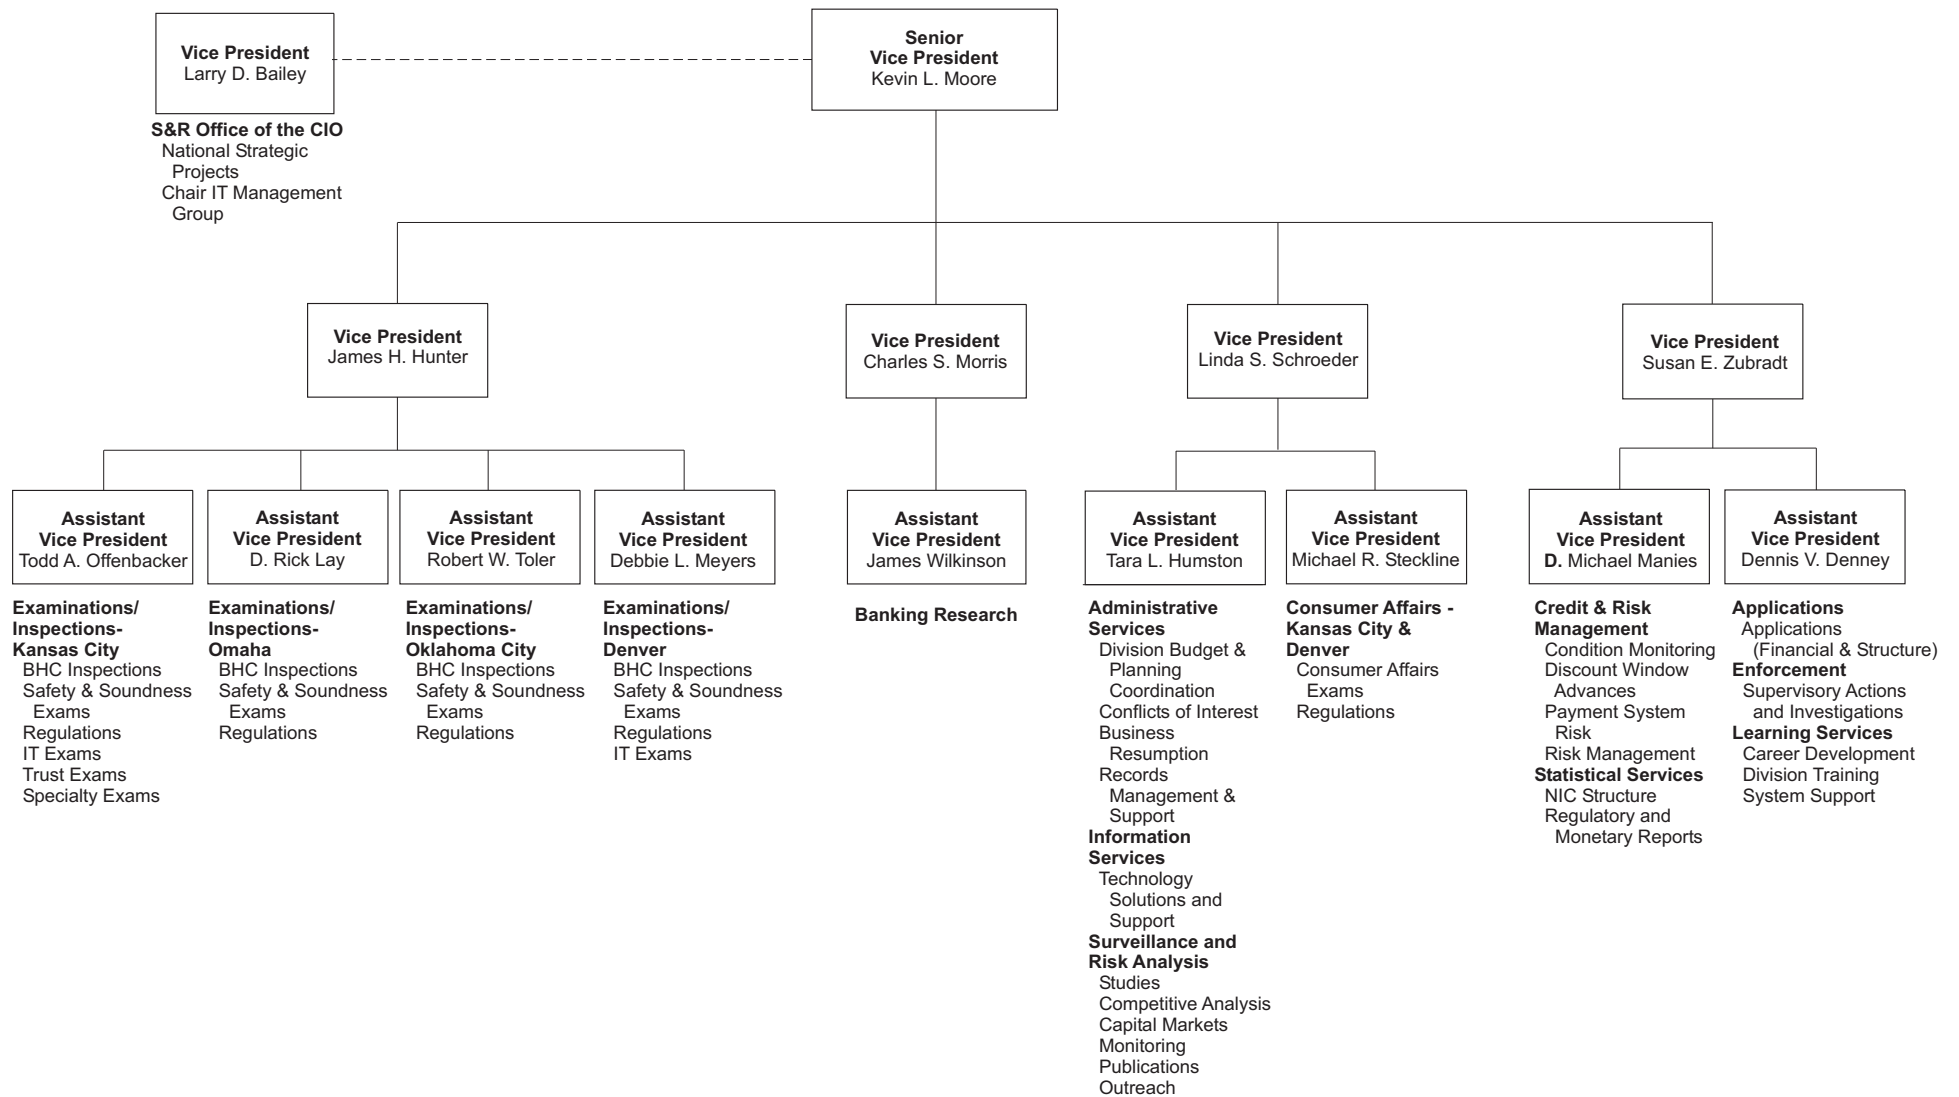 Vice President
Larry D. Bailey
S&R Office of the CIO
National Strategic
Projects
Chair IT Management
Group
Senior
Vice President
Kevin L. Moore
Vice President
James H. Hunter
Vice President
Charles S. Morris
Vice President
Linda S. Schroeder
Vice President
Susan E. Zubradt
Assistant
Vice President
Todd A. Offenbacker
Examinations/
Inspections-
Kansas City
BHC Inspections
Safety & Soundness
Exams
Regulations
IT Exams
Trust Exams
Specialty Exams
Assistant
Vice President
D. Rick Lay
Examinations/
Inspections-
Omaha
BHC Inspections
Safety & Soundness
Exams
Regulations
Assistant
Vice President
Robert W. Toler
Examinations/
Inspections-
Oklahoma City
BHC Inspections
Safety & Soundness
Exams
Regulations
Assistant
Vice President
Debbie L. Meyers
Examinations/
Inspections-
Denver
BHC Inspections
Safety & Soundness
Exams
Regulations
IT Exams
Assistant
Vice President
James Wilkinson
Banking Research
Assistant
Vice President
Tara L. Humston
Administrative
Services
Division Budget &
Planning
Coordination
Conflicts of Interest
Business
Resumption
Records
Management &
Support
Information
Services
Technology
Solutions and
Support
Surveillance and
Risk Analysis
Studies
Competitive Analysis
Capital Markets
Monitoring
Publications
Outreach
Assistant
Vice President
Michael R. Steckline
Consumer Affairs -
Kansas City &
Denver
Consumer Affairs
Exams
Regulations
Assistant
Vice President
D. Michael Manies
Credit & Risk
Management
Condition Monitoring
Discount Window
Advances
Payment System
Risk
Risk Management
Statistical Services
NIC Structure
Regulatory and
Monetary Reports
Assistant
Vice President
Dennis V. Denney
Applications
Applications
(Financial & Structure)
Enforcement
Supervisory Actions
and Investigations
Learning Services
Career Development
Division Training
System Support